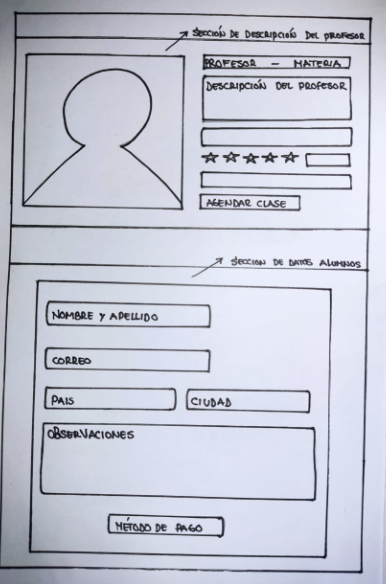 SECCIÓN DE DESCRIPCIÓN DEL PROFESOR
PROFESOR - MATERIA
DESCRIPCIÓN DEL PROFESOR
AGENDAR CLASE
SECCION DE DATOS ALUMNOS
NOMBRE Y APELLIDO
CORREO
PAIS
CIUDAD
OBSERVACIONES
MÉTODO DE PAGO